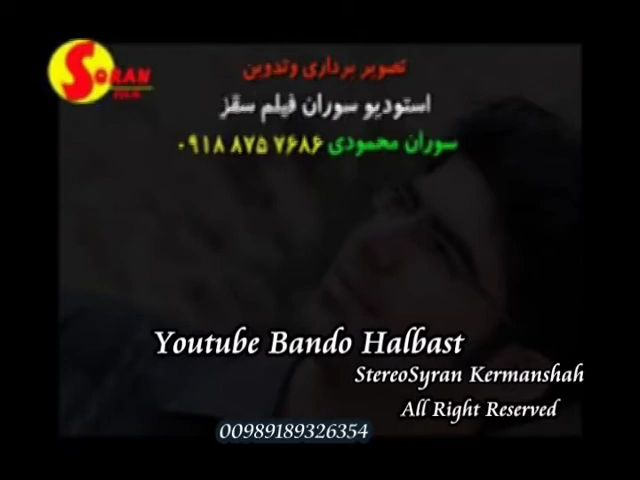 SORAN
FILM
تصویر برداری وتدوین
استودیو سوران فیلم سقز
سوران محمودی ۰۹۱۸ ۸۷۵ ۷۶۸۶
Youtube Bando Halbast
StereoSyran Kermanshah
All Right Reserved
00989189326354